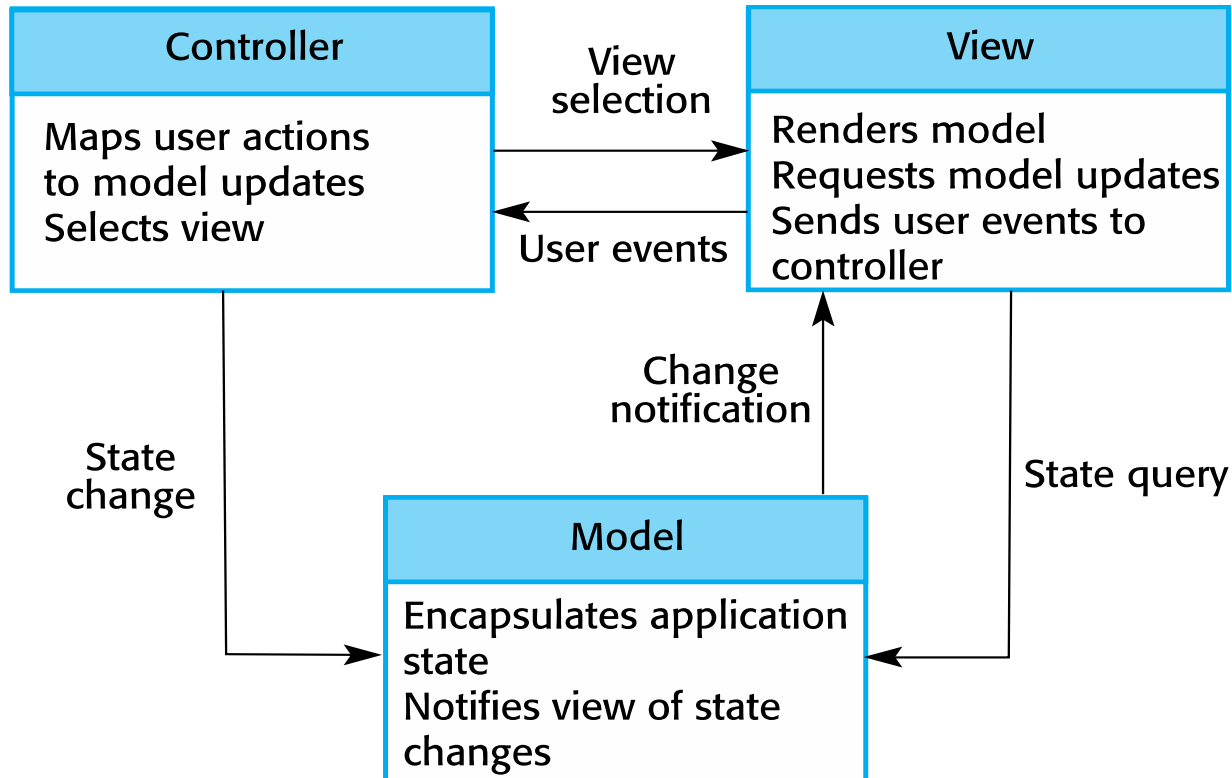 Controller
Maps user actions
to model updates
Selects view
View
selection
User events
View
Renders model
Requests model updates
Sends user events to
controller
State
change
Change
notification
State query
Model
Encapsulates application
state
Notifies view of state
changes